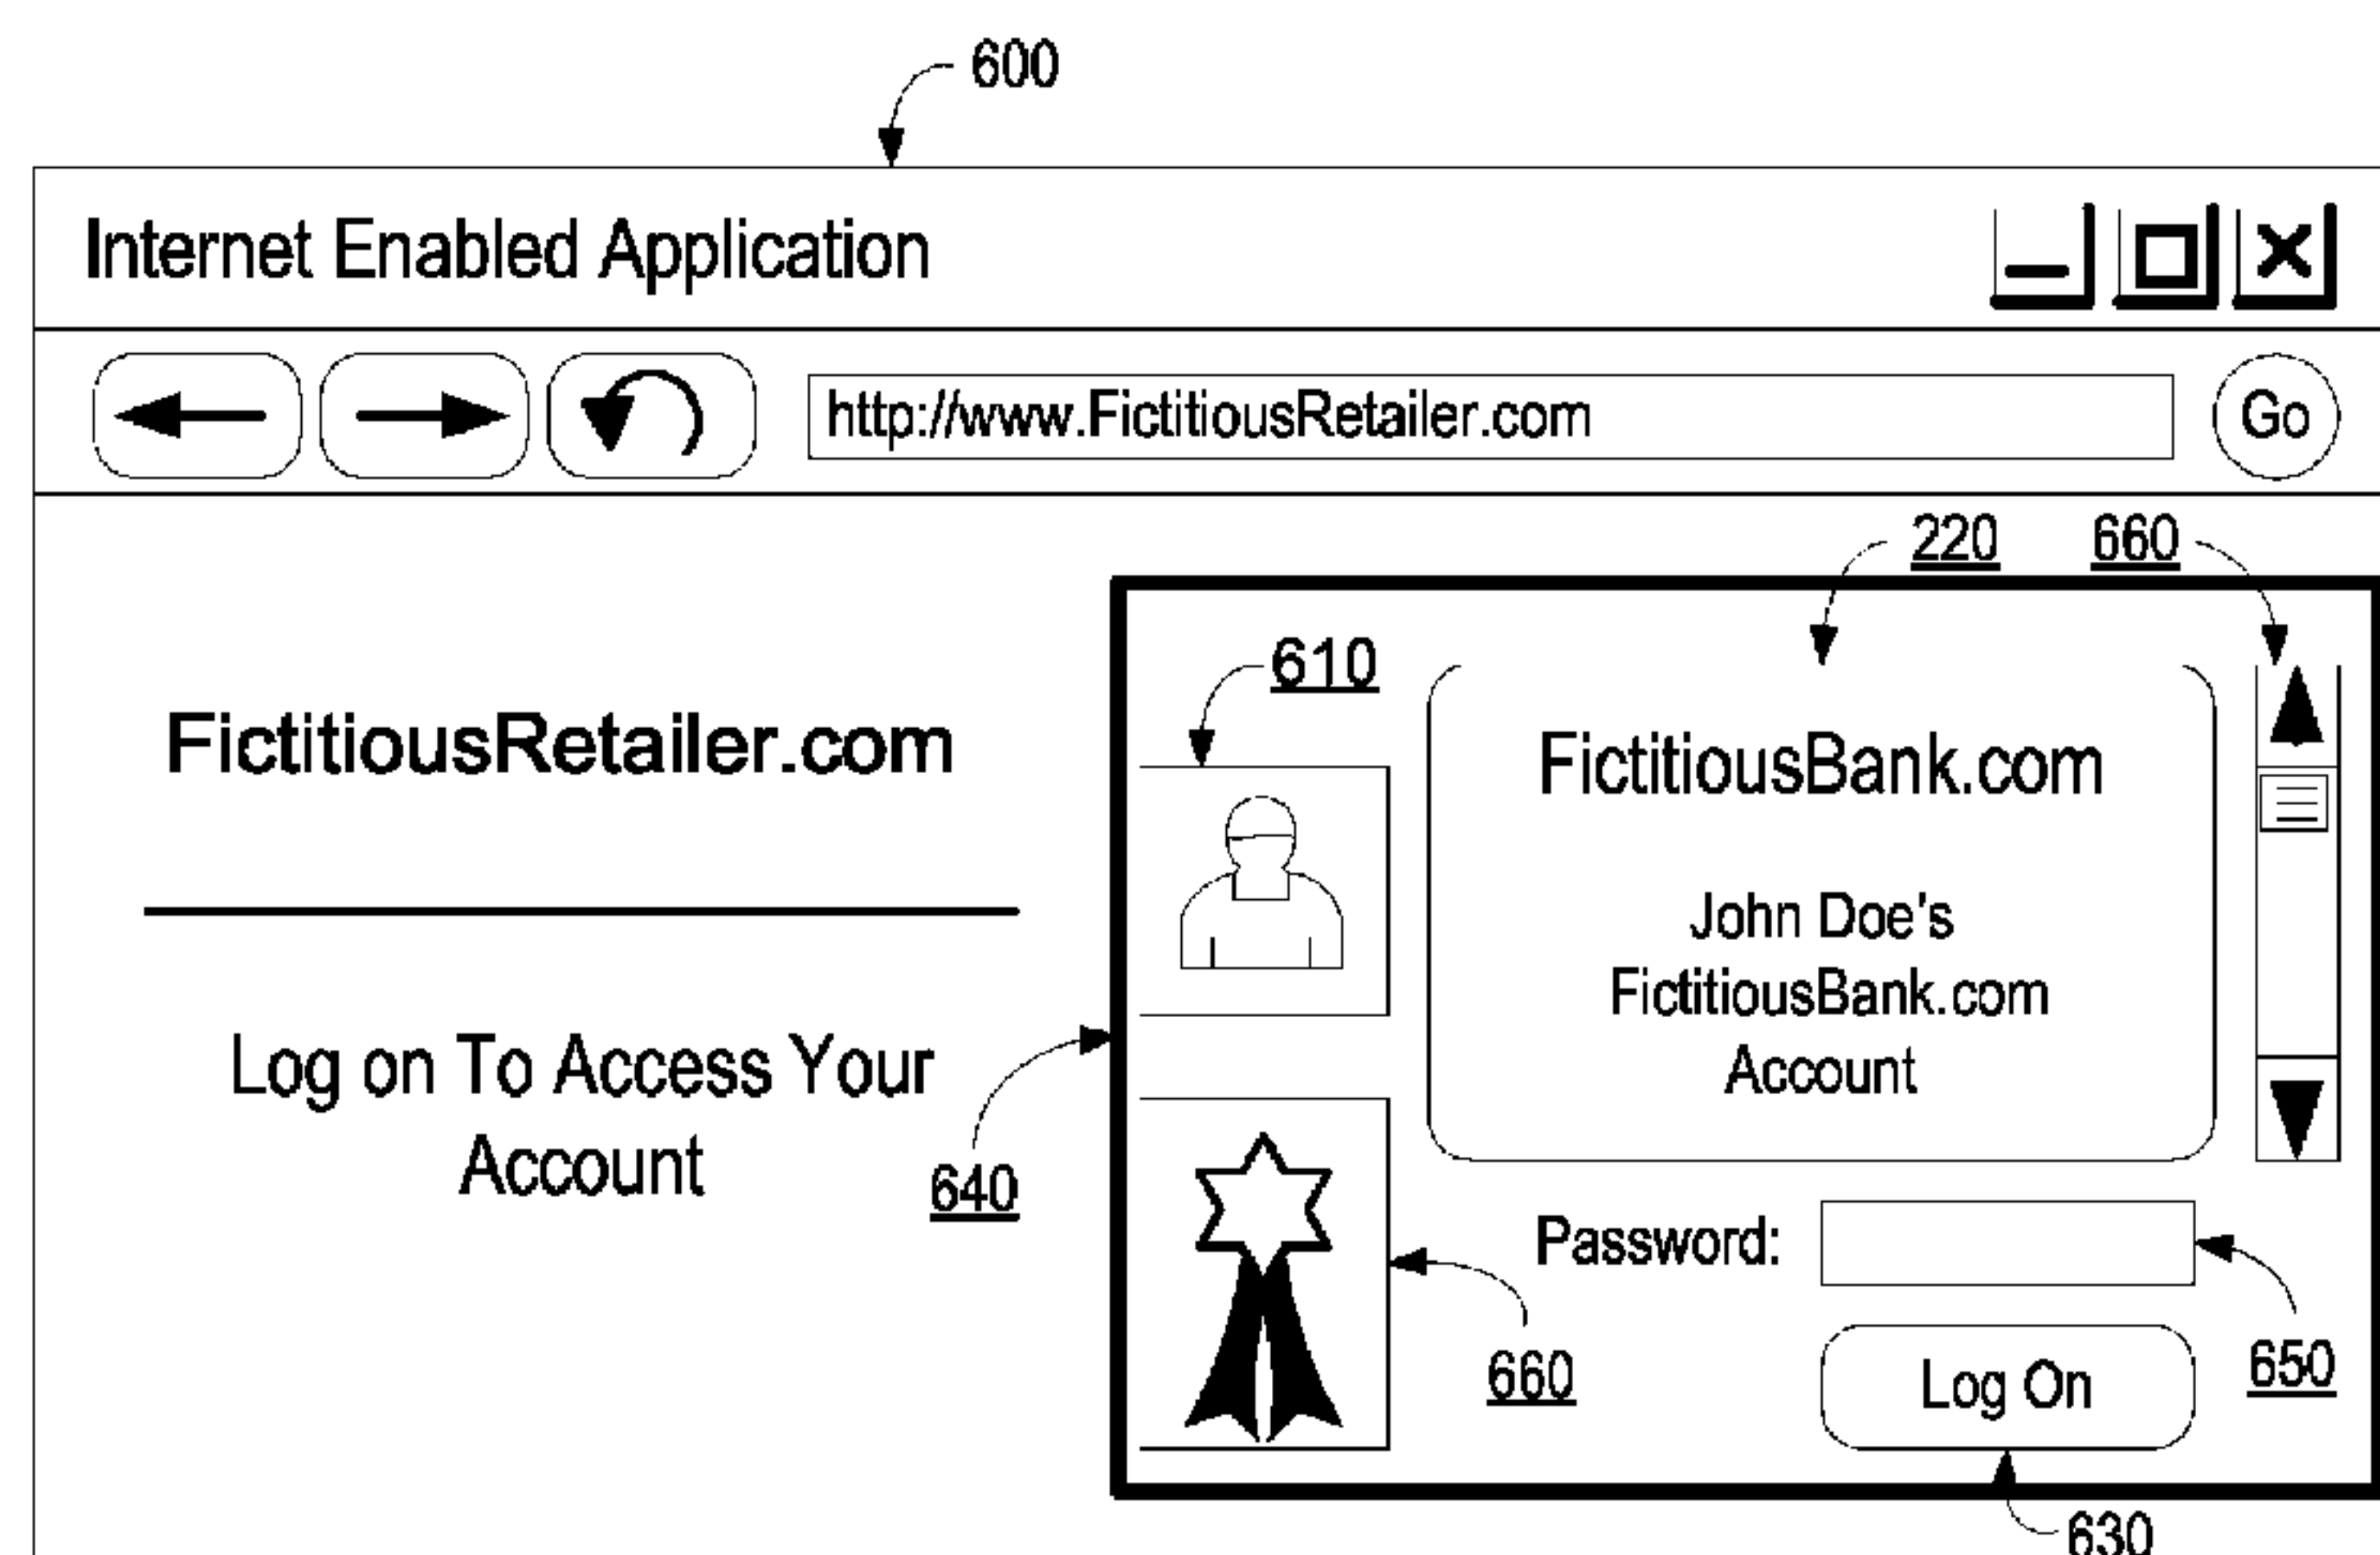 600
Internet Enabled Application
http://www.FictitiousRetailer.com
Go
220
660
610
FictitiousRetailer.com
FictitiousBank.com
John Doe's
FictitiousBank.com
Account
Log on To Access Your
Account
640
Password:
660
650
Log On
630